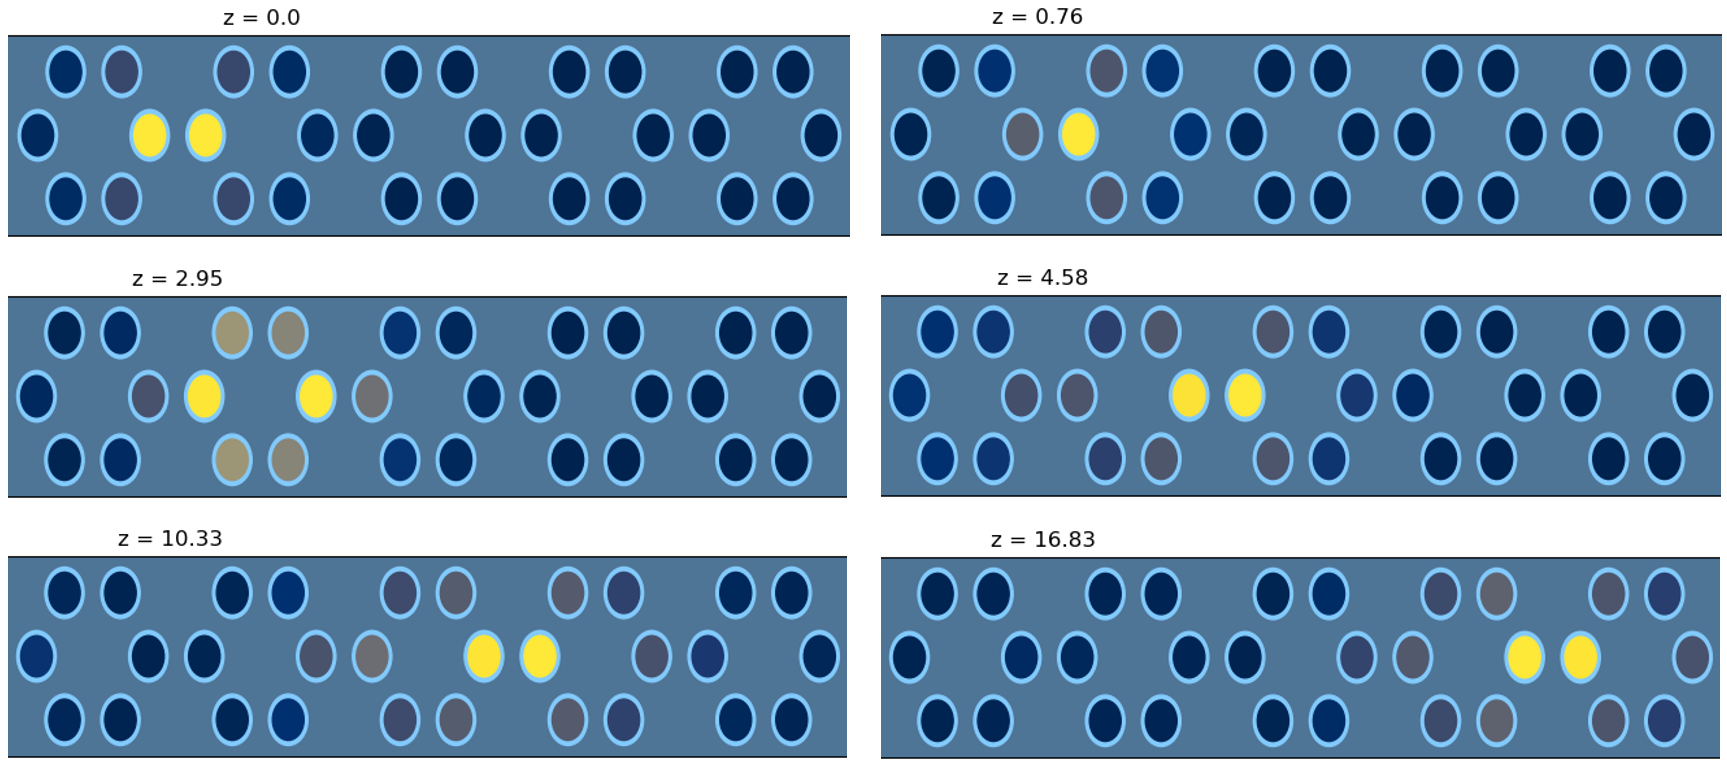 z = 0.0
z = 0.76
z = 2.95
z = 4.58
z = 10.33
z = 16.83